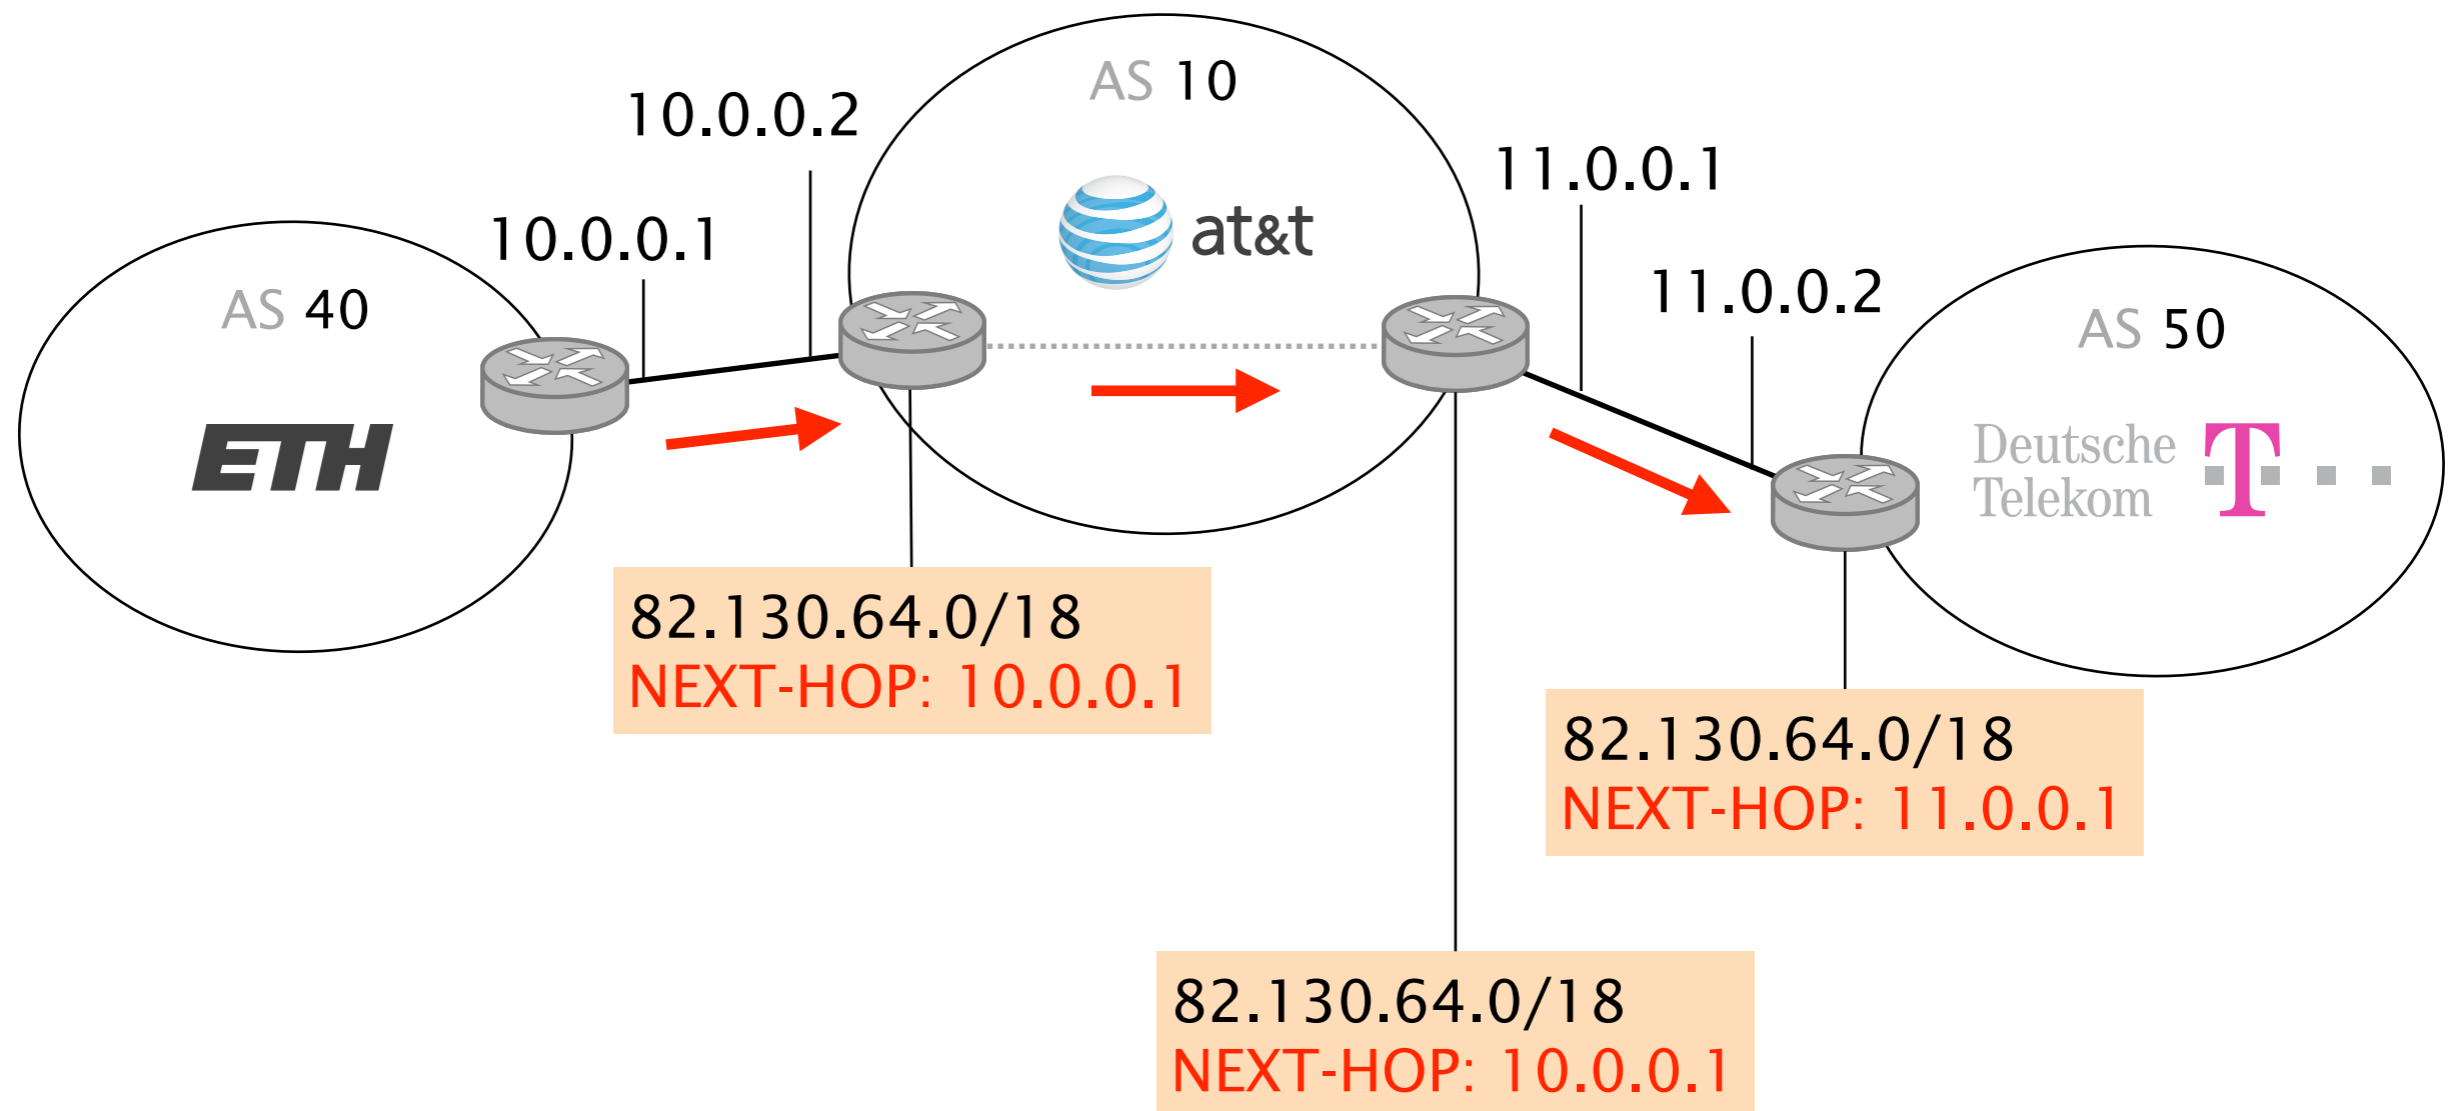 AS 10
10.0.0.2
11.0.0.1
at&t
10.0.0.1
11.0.0.2
AS 40
AS 50
ETH
Deutsche
Telekom
T
82.130.64.0/18
NEXT-HOP: 10.0.0.1
82.130.64.0/18
NEXT-HOP: 11.0.0.1
82.130.64.0/18
NEXT-HOP: 10.0.0.1